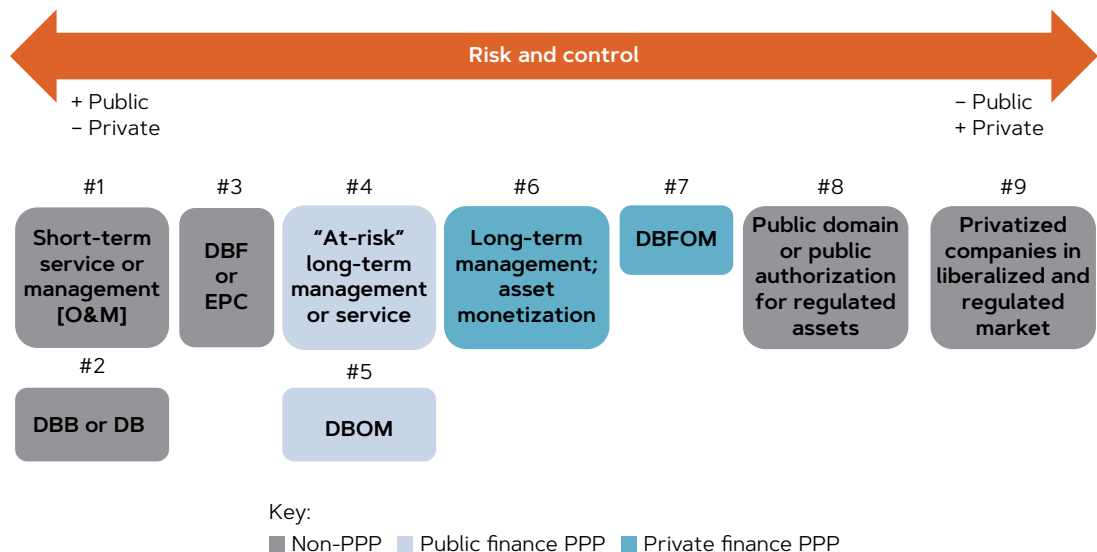 Risk and control
+ Public
– Private
– Public
+ Private
#1
Short-term
service or
management
[O&M]
#2
DBB or DB
#3
DBF
or
EPC
#4
“At-risk”
long-term
management
or service
#5
DBOM
#6
Long-term
management;
asset
monetization
#7
DBFOM
#8
Public domain
or public
authorization
for regulated
assets
#9
Privatized
companies in
liberalized and
regulated
market
Key:
Non-PPP Public finance PPP Private finance PPP